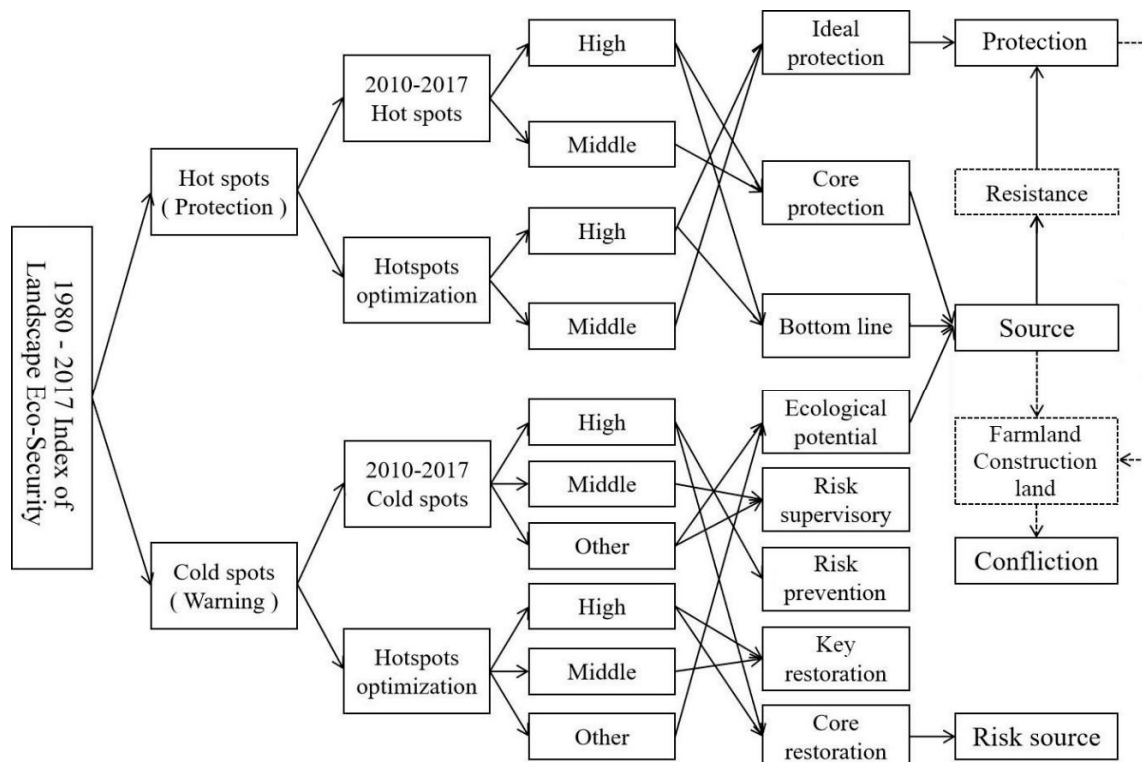 1980 - 2017 Index of
Landscape Eco-Security
Hot spots
( Protection )
Cold spots
( Warning )
2010-2017
Hot spots
Hotspots
optimization
2010-2017
Cold spots
Hotspots
optimization
High
Middle
High
Middle
High
Middle
Other
High
Middle
Other
Ideal
protection
Core
protection
Bottom line
Ecological
potential
Risk
supervisory
Risk
prevention
Key
restoration
Core
restoration
Protection
Resistance
Source
Farmland
Construction
land
Confliction
Risk source